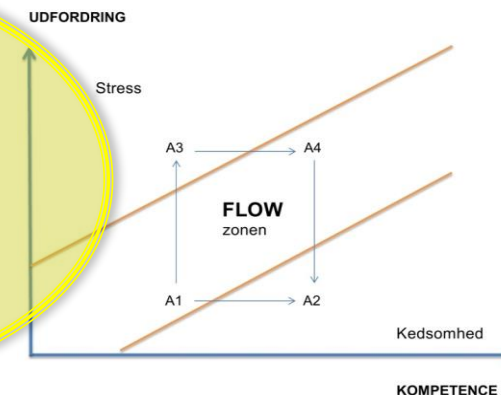 UDFORDRING
Stress
A3
A4
FLOW
zonen
A1
A2
Kedsomhed
KOMPETENCE